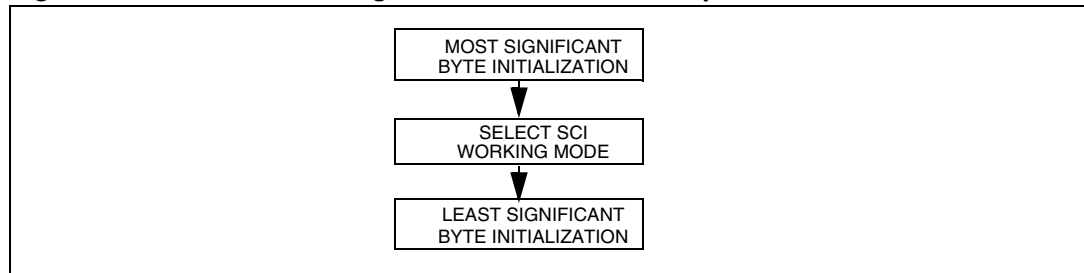 MOST SIGNIFICANT
BYTE INITIALIZATION
SELECT SCI
WORKING MODE
LEAST SIGNIFICANT
BYTE INITIALIZATION